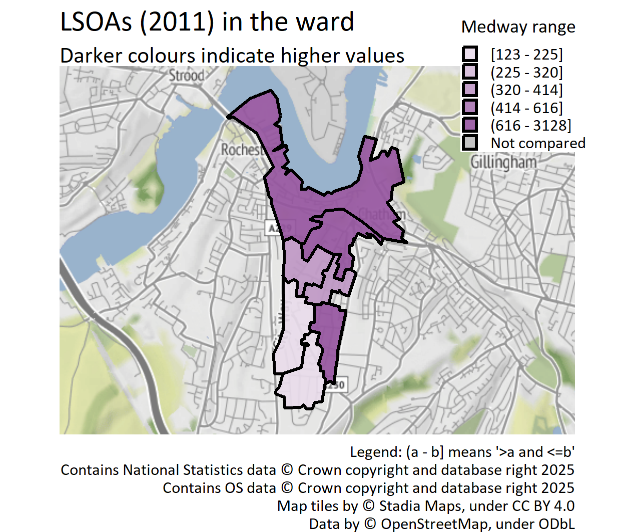 LSOAs (2011) in the ward
Darker colours indicate higher values
Medway range
[123 - 225]
(225 - 320]
(320 - 414]
(414 - 616]
(616 - 3128]
Not compared
Strood
Gillingham
Chatham
Legend: (a - b] means '>a and <=b'
Contains National Statistics data © Crown copyright and database right 2025
Contains OS data © Crown copyright and database right 2025
Map tiles by © Stadia Maps, under CC BY 4.0
Data by © OpenStreetMap, under ODbL